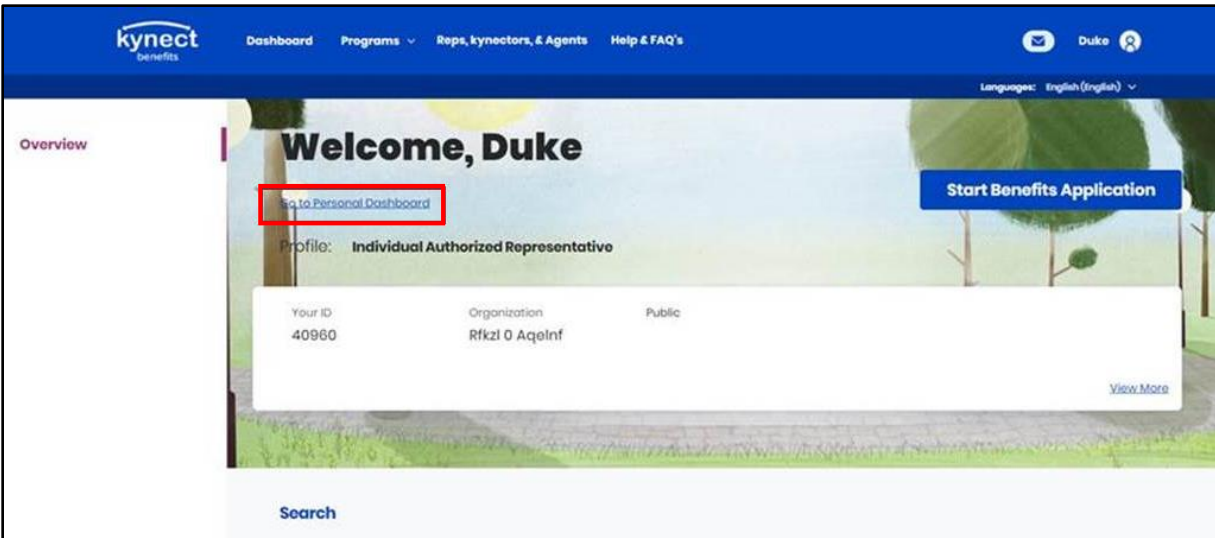 kynect
benefits
Dashboard Programs Reps, kynectors, & Agents Help & FAQ's Duke
Languages: English (English)
Overview
Welcome, Duke
Go to Personal Dashboard
Start Benefits Application
Profile: Individual Authorized Representative
Your ID Organization Public
40960 Rfkzl 0 Aqelnf
View More
Search